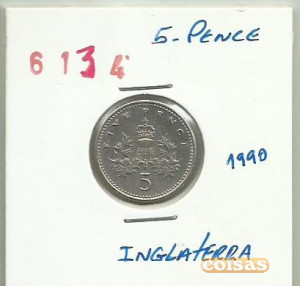 5-PENCE
6134
FIVE PENCE
5
1990
INGLATERRA
coisas